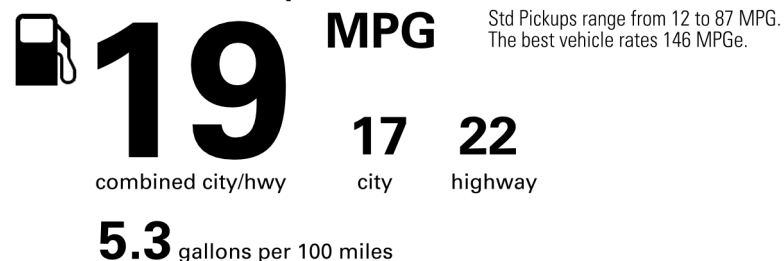 19
MPG
Std Pickups range from 12 to 87 MPG.
The best vehicle rates 146 MPGe.
17 22
combined city/hwy city highway
5.3 gallons per 100 miles